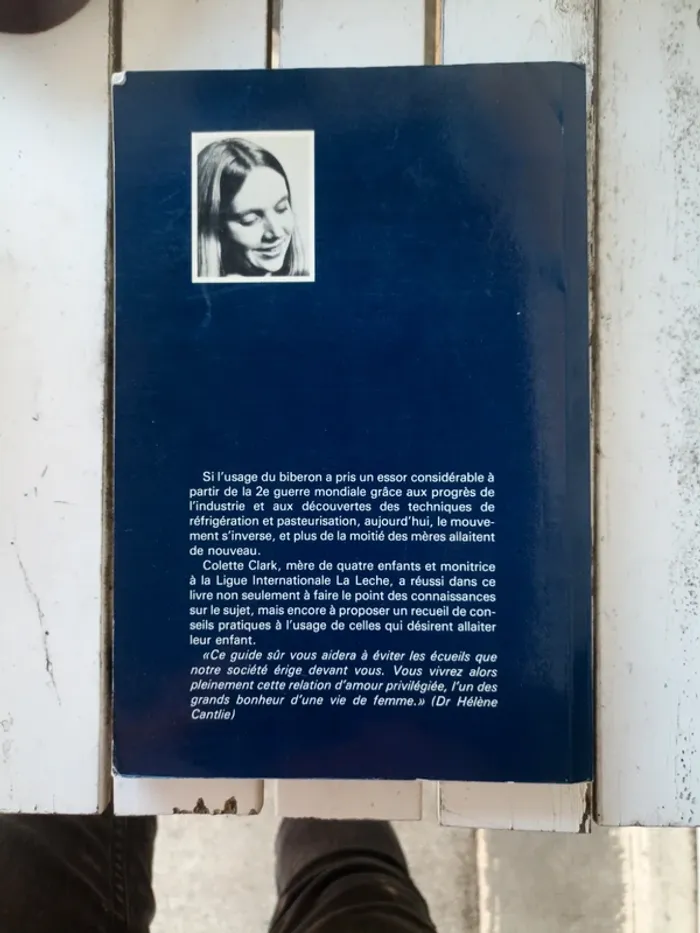 Si l'usage du biberon a pris un essor considérable à
partir de la 2e guerre mondiale grâce aux progrès de
l'industrie et aux découvertes des techniques de
réfrigération et pasteurisation, aujourd'hui, le mouve-
ment s'inverse, et plus de la moitié des mères allaitent
de nouveau.
Colette Clark, mère de quatre enfants et monitrice
à la Ligue Internationale La Leche, a réussi dans ce
livre non seulement à faire le point des connaissances
sur le sujet, mais encore à proposer un recueil de con-
seils pratiques à l'usage de celles qui désirent allaiter
leur enfant.
«Ce guide sûr vous aidera à éviter les écueils que
notre société érige devant vous. Vous vivrez alors
pleinement cette relation d'amour privilégiée, l'un des
grands bonheur d'une vie de femme.» (Dr Hélène
Cantlie)